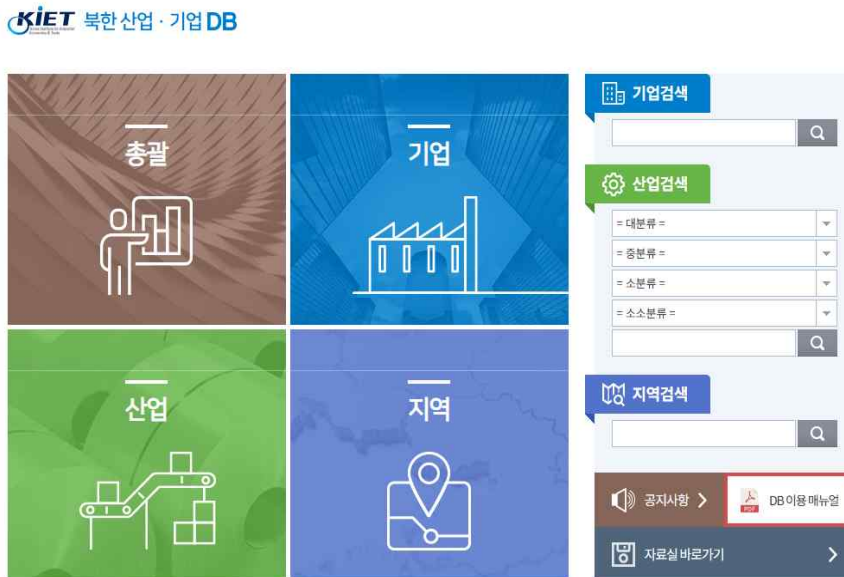 KIET 북한 산업 · 기업 DB
총괄
기업
산업
지역
기업검색
산업검색
= 대분류 =
= 중분류 =
= 소분류 =
= 소소분류 =
지역검색
공지사항
PDF
DB 이용 매뉴얼
자료실 바로가기